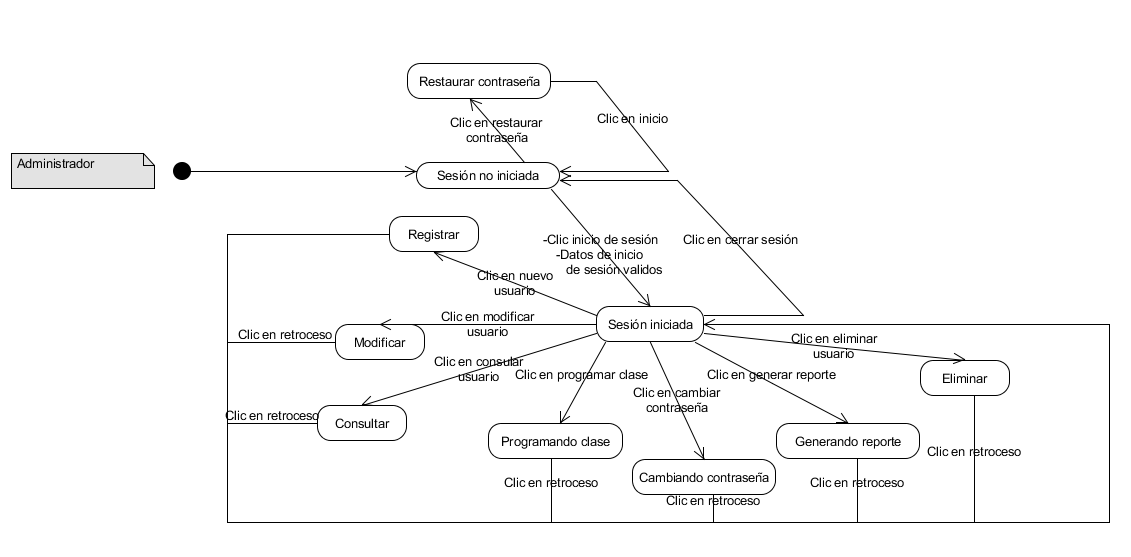 Restaurar contraseña
Clic en restaurar
contraseña
Clic en inicio
Administrador
Sesión no iniciada
Registrar
-Clic inicio de sesión
-Datos de inicio
de sesión validos
Clic en cerrar sesión
Clic en nuevo
usuario
Clic en modificar
usuario
Sesión iniciada
Clic en retroceso
Modificar
Clic en eliminar
usuario
Clic en consular
usuario
Clic en programar clase
Clic en generar reporte
Eliminar
Clic en cambiar
contraseña
Clic en retroceso
Consultar
Programando clase
Generando reporte
Clic en retroceso
Cambiando contraseña
Clic en retroceso
Clic en retroceso
Clic en retroceso